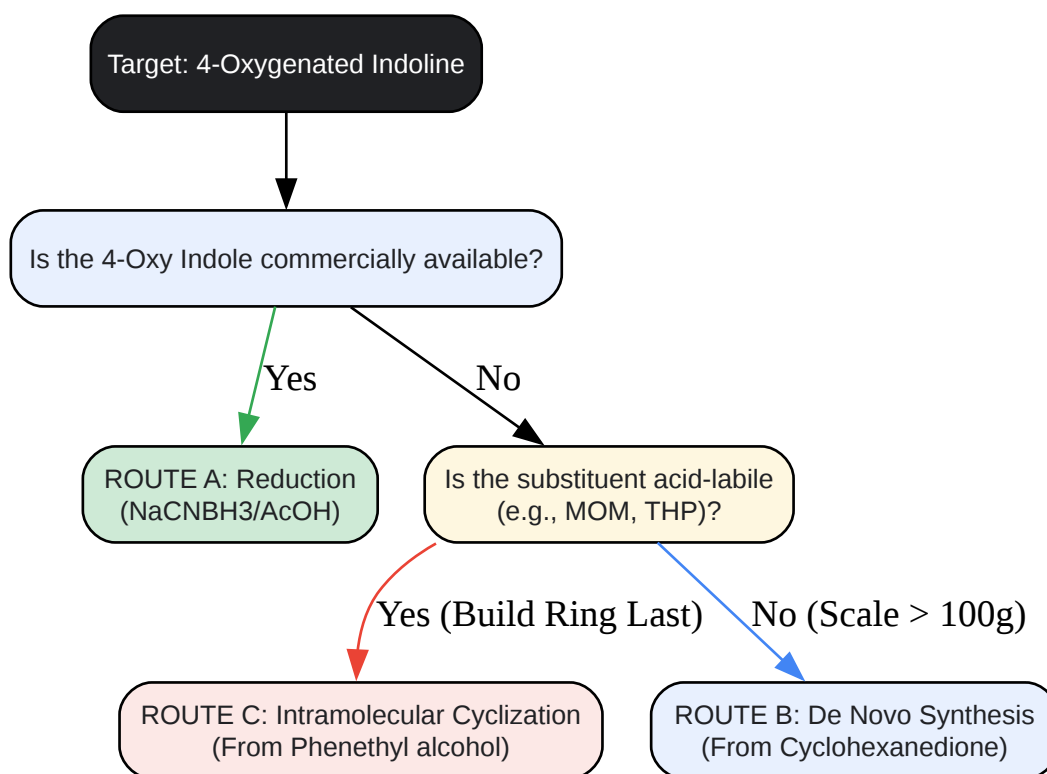 Target: 4-Oxygenated Indoline
Is the 4-Oxy Indole commercially available?
Yes
No
ROUTE A: Reduction
(NaCNBH3/AcOH)
Is the substituent acid-labile
(e.g., MOM, THP)?
Yes (Build Ring Last)
No (Scale > 100g)
ROUTE C: Intramolecular Cyclization
(From Phenethyl alcohol)
ROUTE B: De Novo Synthesis
(From Cyclohexanedione)